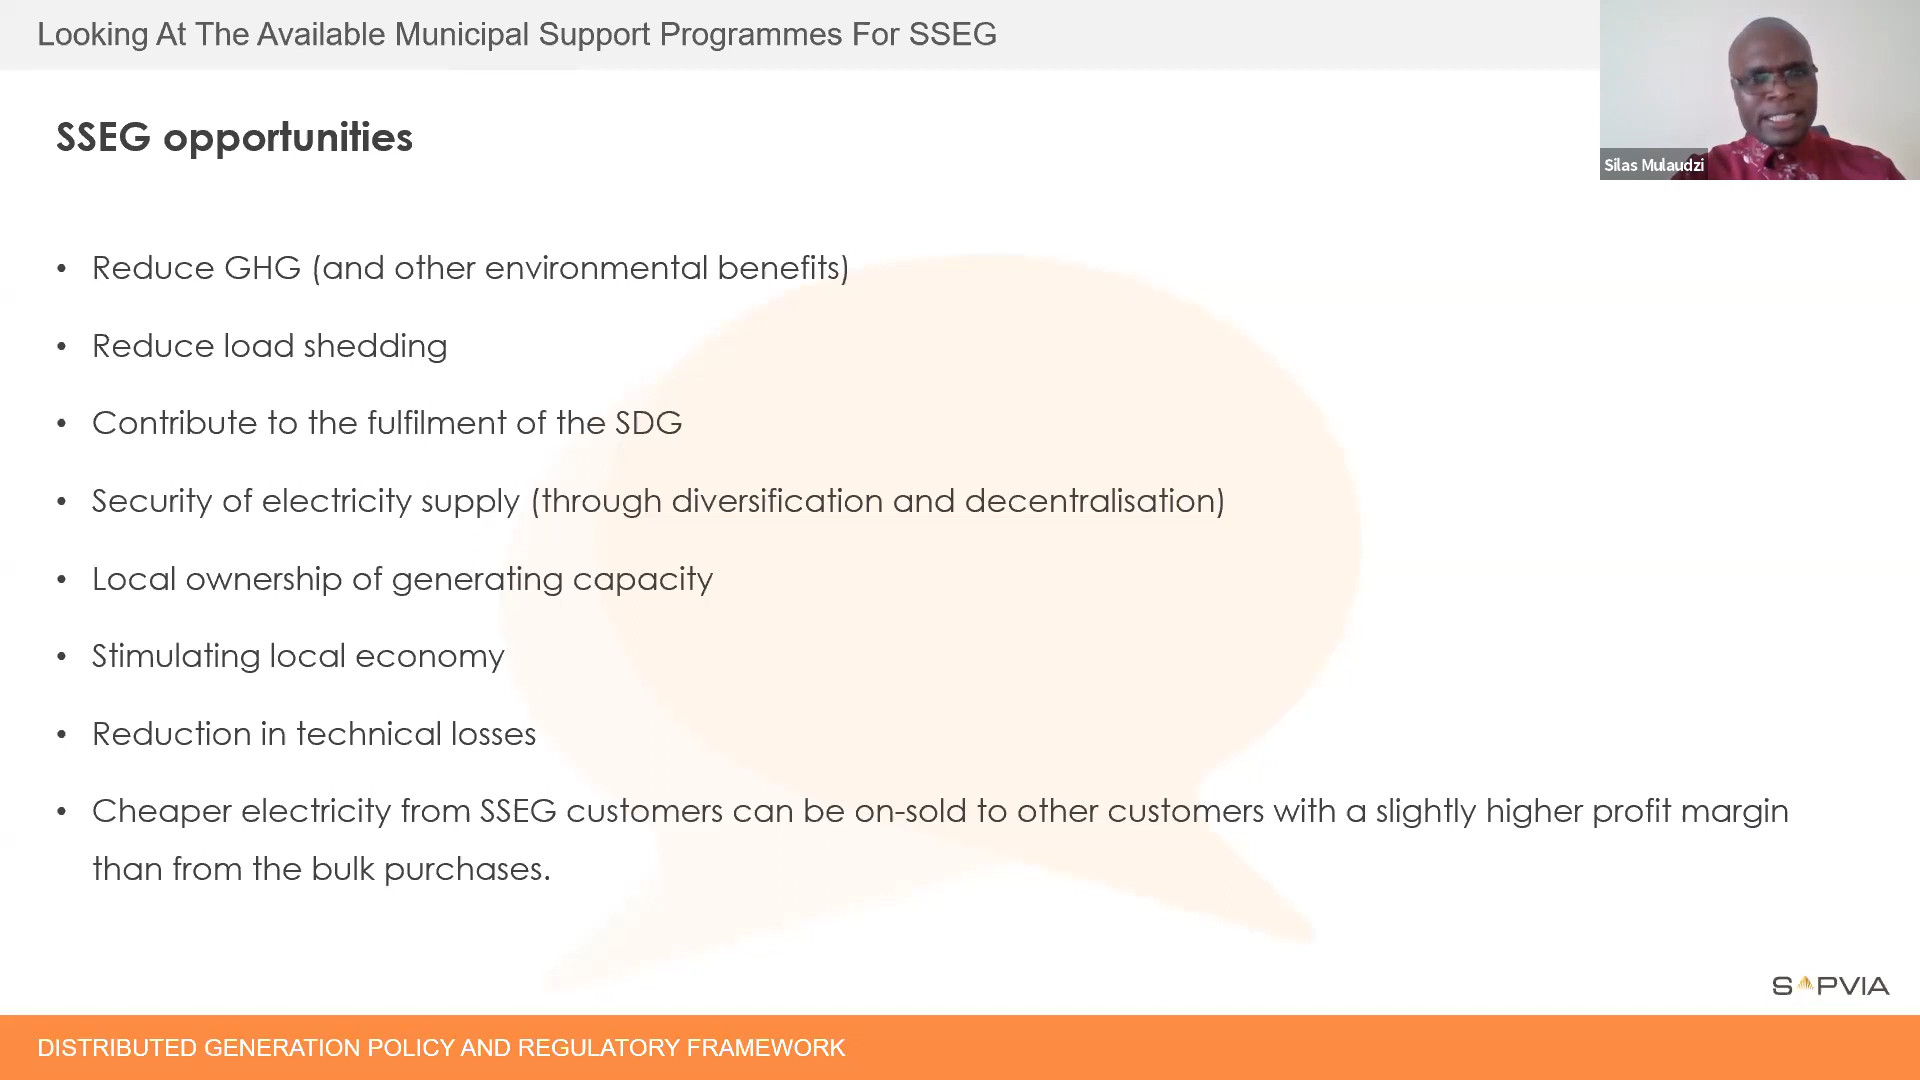 Looking At The Available Municipal Support Programmes For SSEG
Silas Mulaudzi
SSEG opportunities
• Reduce GHG (and other environmental benefits)
• Reduce load shedding
• Contribute to the fulfilment of the SDG
• Security of electricity supply (through diversification and decentralisation)
• Local ownership of generating capacity
• Stimulating local economy
• Reduction in technical losses
• Cheaper electricity from SSEG customers can be on-sold to other customers with a slightly higher profit margin
than from the bulk purchases.
SAPVIA
DISTRIBUTED GENERATION POLICY AND REGULATORY FRAMEWORK